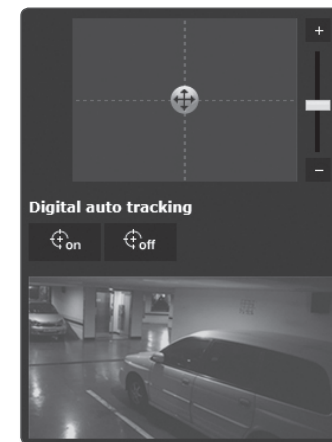 +
−
Digital auto tracking
on off